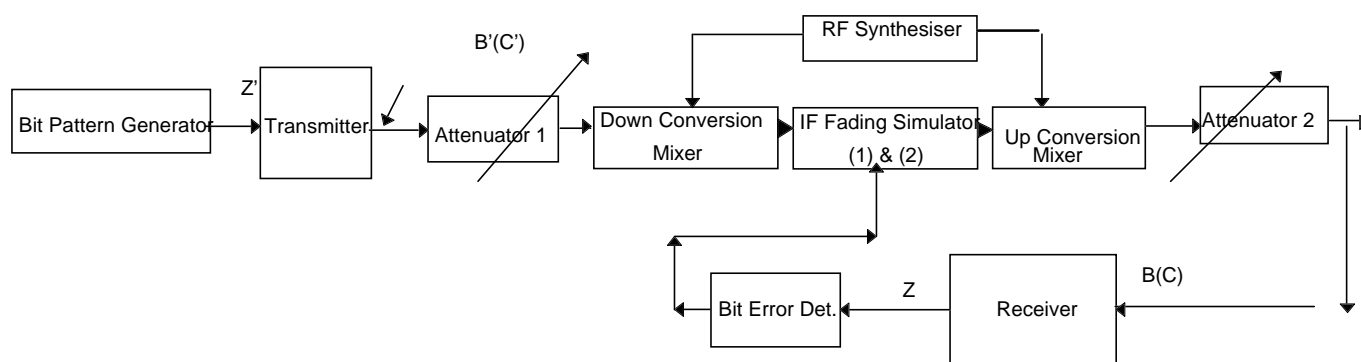 RF Synthesiser
B’(C’)
Z’
Bit Pattern Generator
Transmitter
Attenuator 1
Down Conversion
Mixer
IF Fading Simulator
(1) & (2)
Up Conversion
Mixer
Attenuator 2
Bit Error Det.
Z
Receiver
B(C)